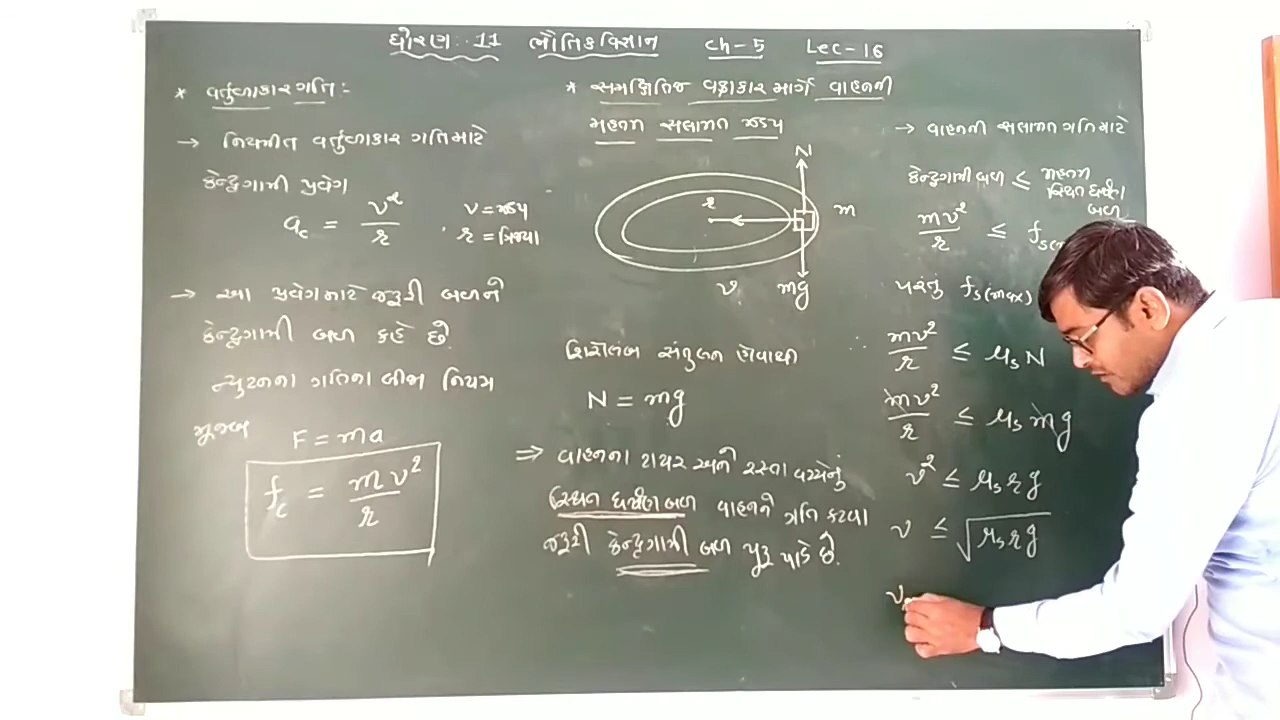 ધોરણ : 11 ભૌતિકવિજ્ઞાન Ch-5 Lec-16
* વર્તુળાકાર ગતિ :
→ નિયમીત વર્તુળાકાર ગતિ માટે
કેન્દ્રગામી પ્રવેગ
a_c = v²/r , v = ઝડપ
r = ત્રિજ્યા
→ આ પ્રવેગ માટે જરૂરી બળને
કેન્દ્રગામી બળ કહે છે.
ન્યુટનના ગતિના બીજા નિયમ
મુજબ F = ma
f_c = mv²/r
* સમક્ષિતિજ વક્રાકાર માર્ગે વાહનની
મહત્તમ સલામત ઝડપ
N
r
m
v mg
શિરોલંબ સંતુલન હોવાથી
N = mg
⇒ વાહનના ટાયર અને રસ્તા વચ્ચેનું
સ્થિત ઘર્ષણ બળ વાહનને ગતિ કરવા
જરૂરી કેન્દ્રગામી બળ પુરૂ પાડે છે.
→ વાહનની સલામત ગતિ માટે
કેન્દ્રગામી બળ ≤ મહત્તમ
સ્થિત ઘર્ષણ
બળ
mv²/r ≤ f_s(
પરંતુ f_s(max)
∴ mv²/r ≤ μ_s N
mv²/r ≤ μ_s mg
v² ≤ μ_s rg
v ≤ √(μ_s rg)
v